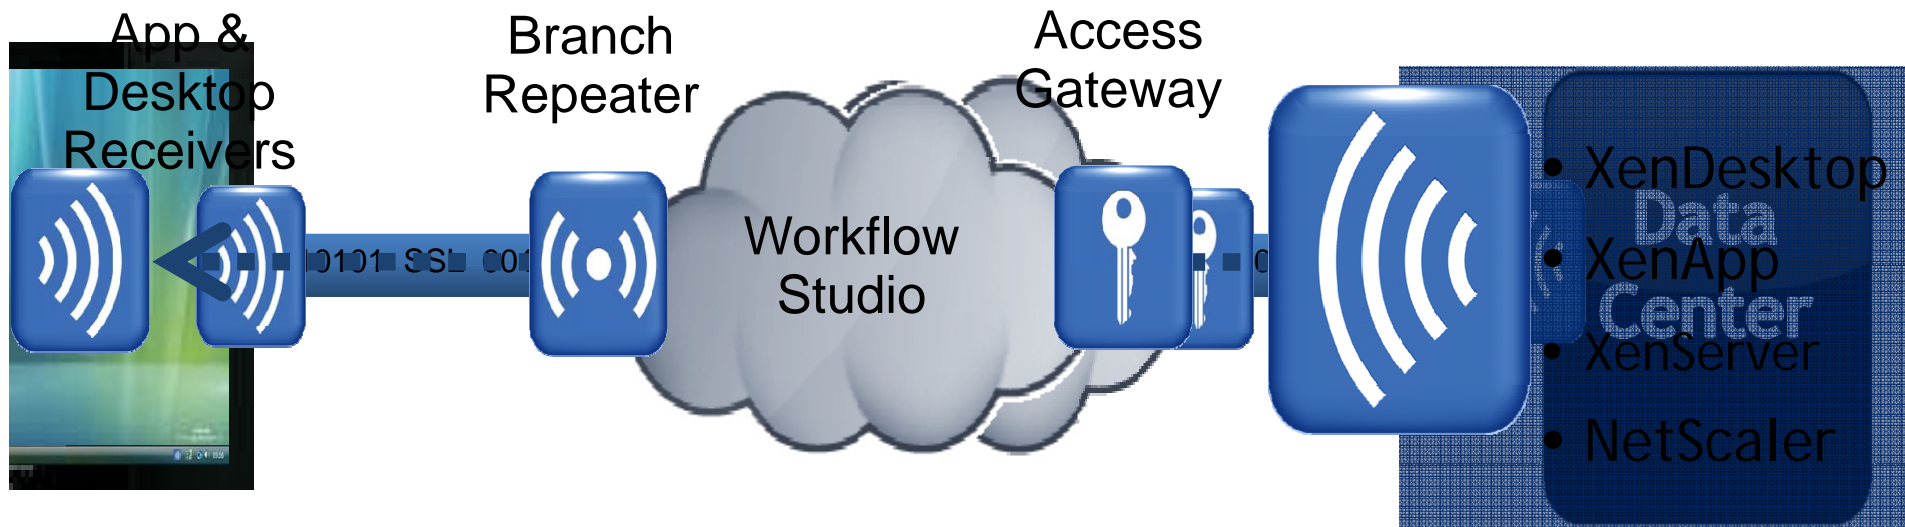 App &
Desktop
Receivers
Branch
Repeater
Access
Gateway
0101 SSL 001
Workflow
Studio
Data
Center
• XenDesktop
• XenApp
• XenServer
• NetScaler